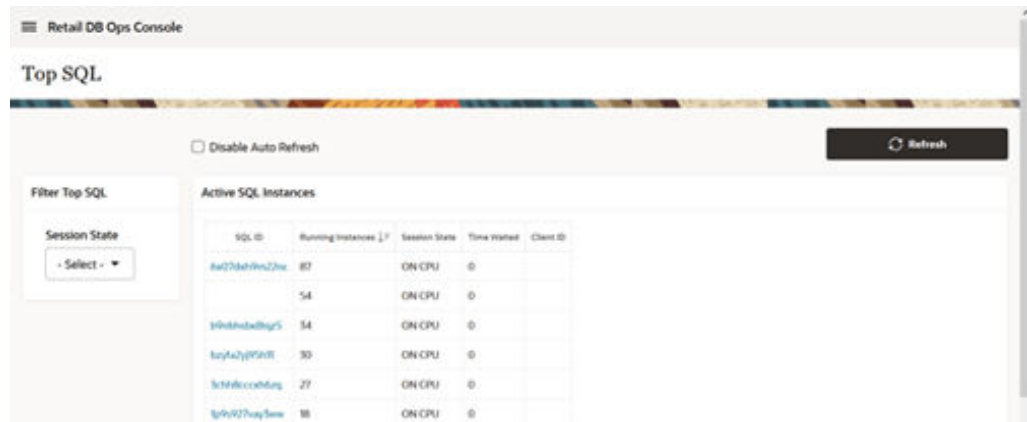 Retail DB Ops Console
Top SQL
Disable Auto Refresh
Refresh
Filter Top SQL
Session State
- Select -
Active SQL Instances
SQL ID Running Instances Session State Time Waited Client ID
87 ON CPU 0
54 ON CPU 0
34 ON CPU 0
30 ON CPU 0
27 ON CPU 0
18 ON CPU 0